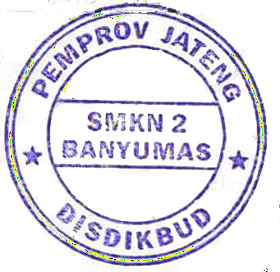 PEMPROV JATENG
SMKN 2
BANYUMAS
DISDIKBUD